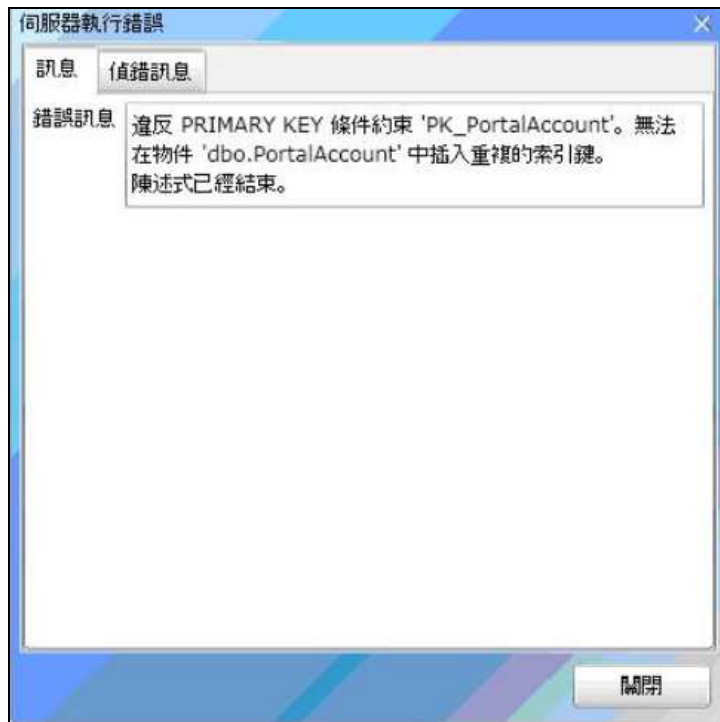 伺服器執行錯誤
訊息
偵錯訊息
錯誤訊息
違反 PRIMARY KEY 條件約束 'PK_PortalAccount'。無法
在物件 'dbo.PortalAccount' 中插入重複的索引鍵。
陳述式已經結束。
關閉